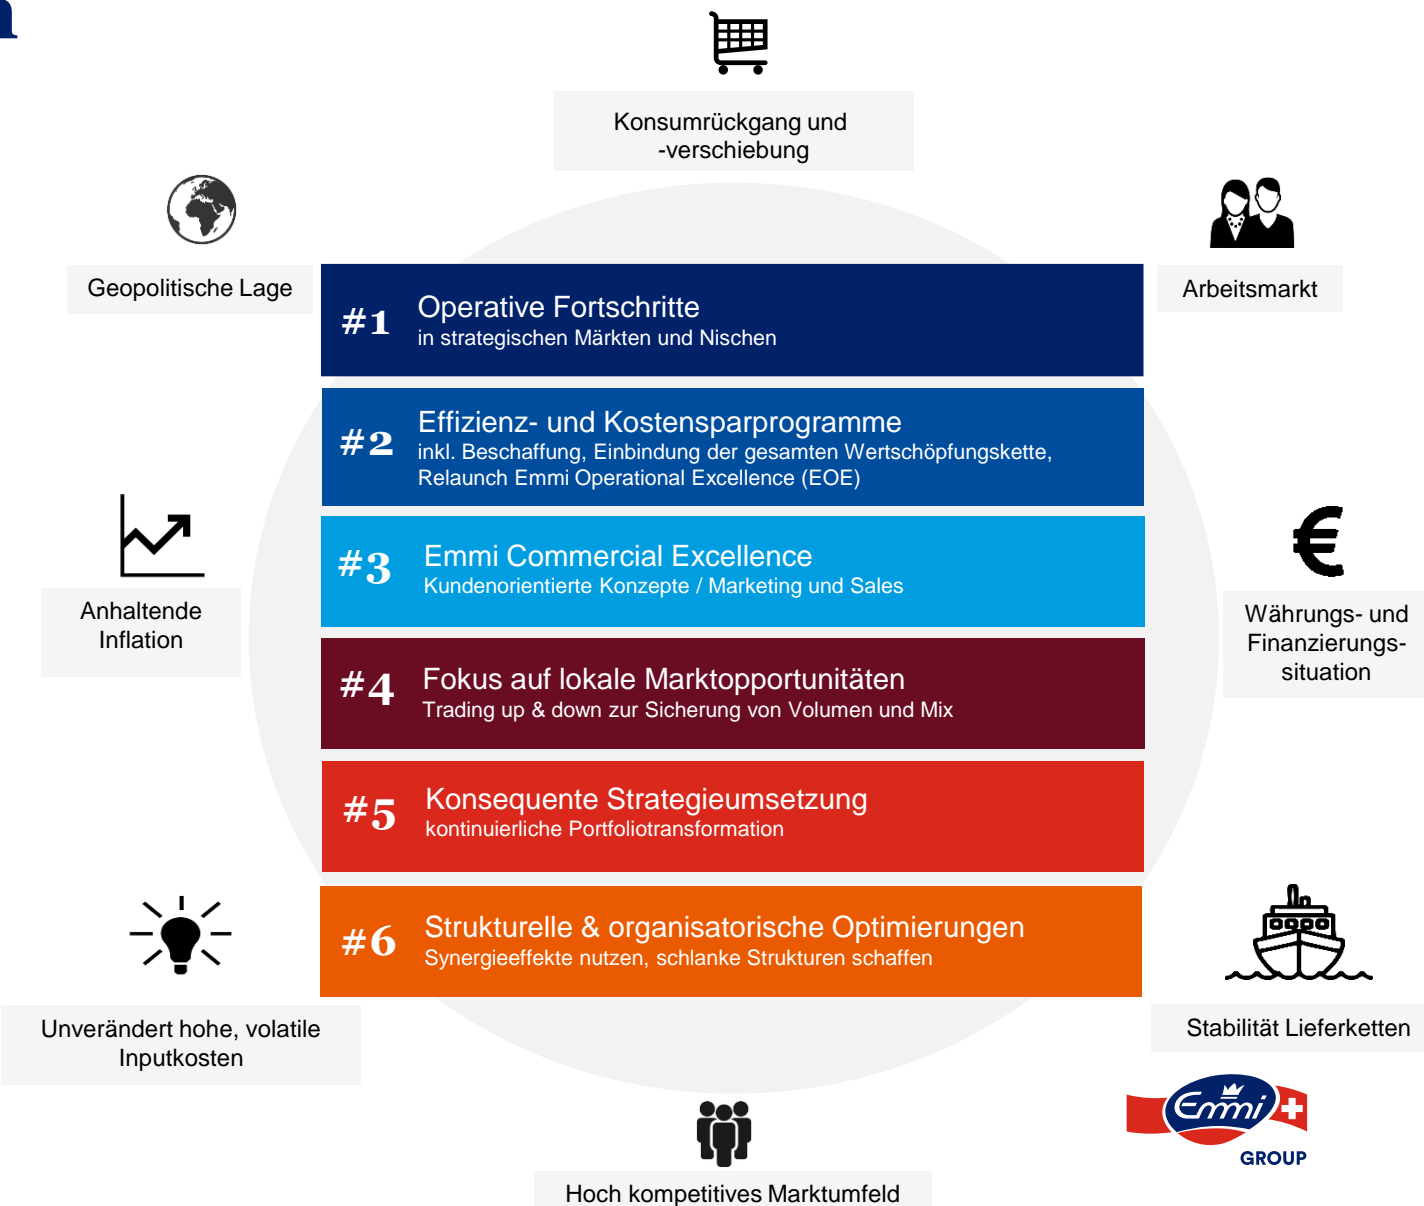 Konsumrückgang und
-verschiebung
Geopolitische Lage
Arbeitsmarkt
#1
Operative Fortschritte
in strategischen Märkten und Nischen
#2
Effizienz- und Kostensparprogramme
inkl. Beschaffung, Einbindung der gesamten Wertschöpfungskette,
Relaunch Emmi Operational Excellence (EOE)
#3
Emmi Commercial Excellence
Kundenorientierte Konzepte / Marketing und Sales
Anhaltende
Inflation
Währungs- und
Finanzierungs-
situation
#4
Fokus auf lokale Marktopportunitäten
Trading up & down zur Sicherung von Volumen und Mix
#5
Konsequente Strategieumsetzung
kontinuierliche Portfoliotransformation
#6
Strukturelle & organisatorische Optimierungen
Synergieeffekte nutzen, schlanke Strukturen schaffen
Unverändert hohe, volatile
Inputkosten
Stabilität Lieferketten
Emmi
GROUP
Hoch kompetitives Marktumfeld